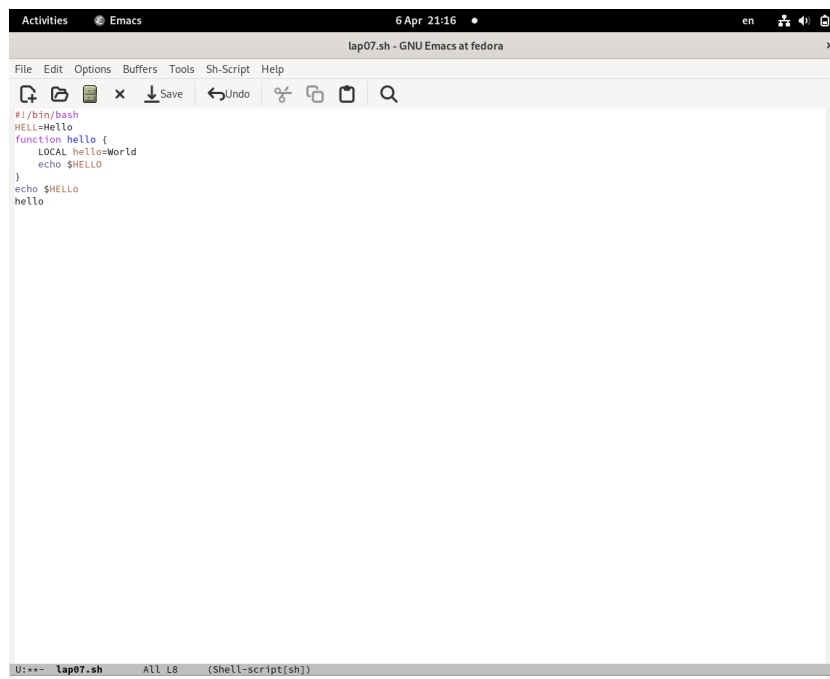 Activities Emacs 6 Apr 21:16 en
lap07.sh - GNU Emacs at fedora
File Edit Options Buffers Tools Sh-Script Help
Save Undo
#!/bin/bash
HELL=Hello
function hello {
    LOCAL hello=World
    echo $HELLO
}
echo $HELLo
hello
U:**- lap07.sh All L8 (Shell-script[sh])